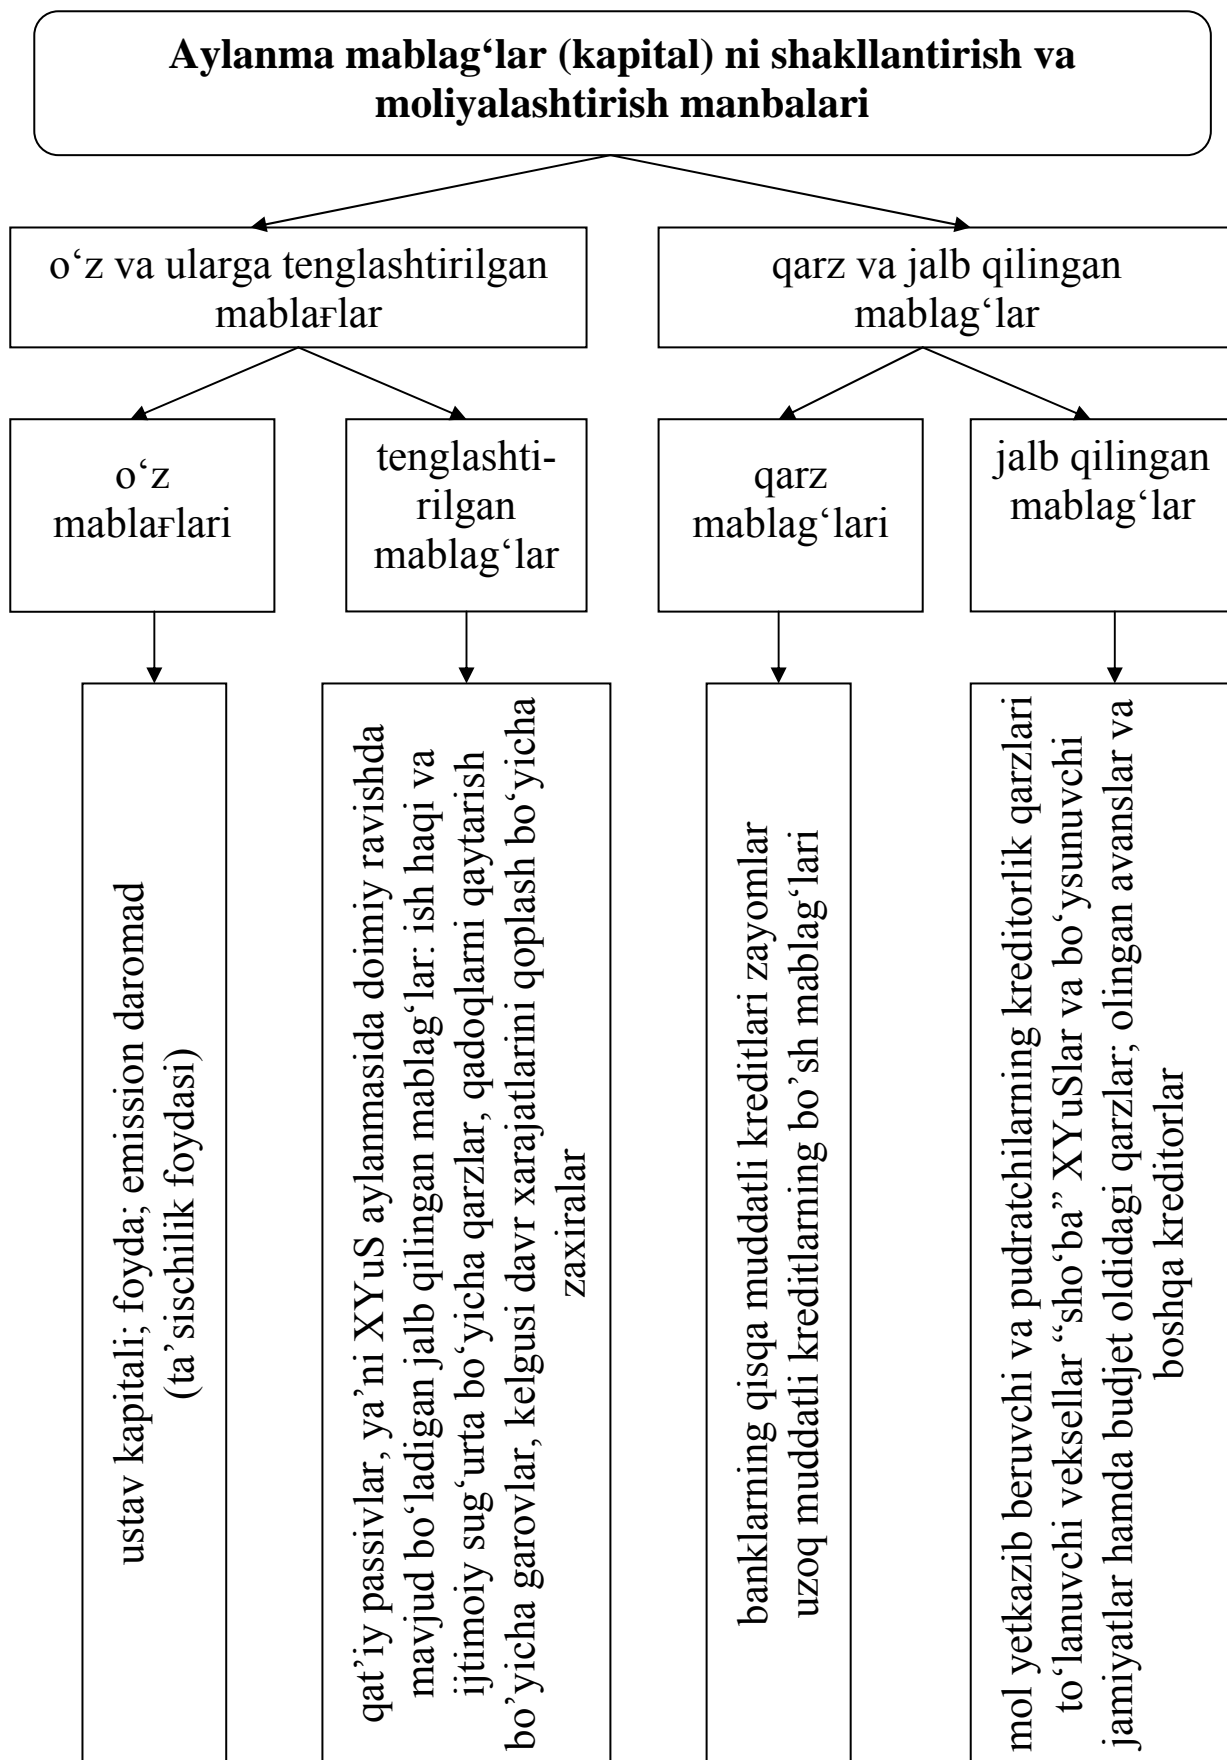 Aylanma mablag‘lar (kapital) ni shakllantirish va
moliyalashtirish manbalari
o‘z va ularga tenglashtirilgan
mablaғlar
qarz va jalb qilingan
mablag‘lar
o‘z
mablaғlari
tenglashti-
rilgan
mablag‘lar
qarz
mablag‘lari
jalb qilingan
mablag‘lar
ustav kapitali; foyda; emission daromad
(ta’sischilik foydasi)
qat’iy passivlar, ya’ni XYuS aylanmasida doimiy ravishda
mavjud bo‘ladigan jalb qilingan mablag‘lar: ish haqi va
ijtimoiy sug‘urta bo‘yicha qarzlar, qadoqlarni qaytarish
bo’yicha garovlar, kelgusi davr xarajatlarini qoplash bo‘yicha
zaxiralar
banklarning qisqa muddatli kreditlari zayomlar
uzoq muddatli kreditlarning bo’sh mablag‘lari
mol yetkazib beruvchi va pudratchilarning kreditorlik qarzlari
to‘lanuvchi veksellar “sho‘ba” XYuSlar va bo‘ysunuvchi
jamiyatlar hamda budjet oldidagi qarzlar; olingan avanslar va
boshqa kreditorlar